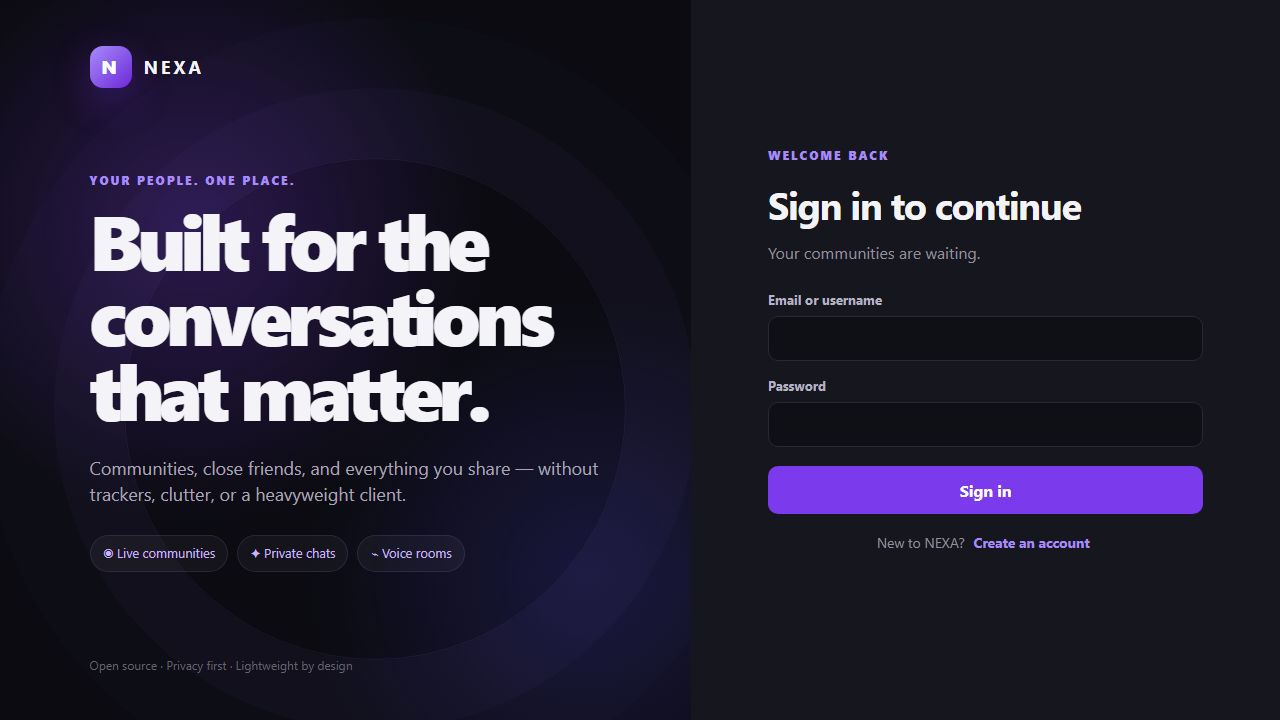 N NEXA
YOUR PEOPLE. ONE PLACE.
Built for the
conversations
that matter.
Communities, close friends, and everything you share — without
trackers, clutter, or a heavyweight client.
◉ Live communities ✦ Private chats ⌁ Voice rooms
Open source · Privacy first · Lightweight by design
WELCOME BACK
Sign in to continue
Your communities are waiting.
Email or username
Password
Sign in
New to NEXA? Create an account